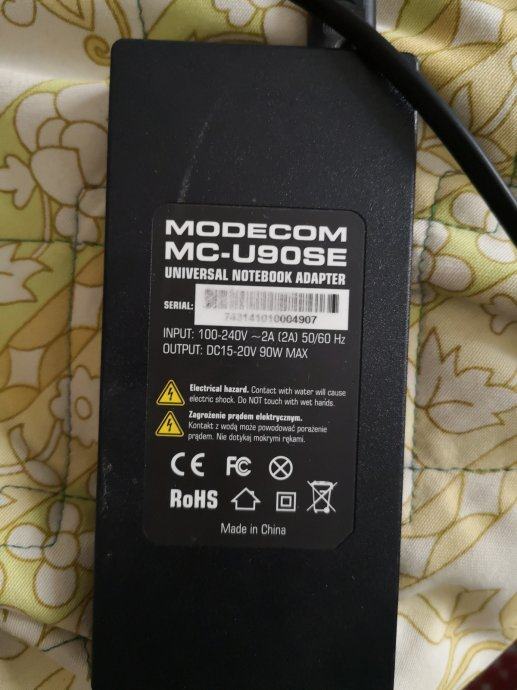 MODECOM
MC-U90SE
UNIVERSAL NOTEBOOK ADAPTER
SERIAL:
743141010004907
INPUT: 100-240V ~2A (2A) 50/60 Hz
OUTPUT: DC15-20V 90W MAX
Electrical hazard. Contact with water will cause
electric shock. Do NOT touch with wet hands.
Zagrożenie prądem elektrycznym.
Kontakt z wodą może powodować porażenie
prądem. Nie dotykaj mokrymi rękami.
CE FC
RoHS
Made in China